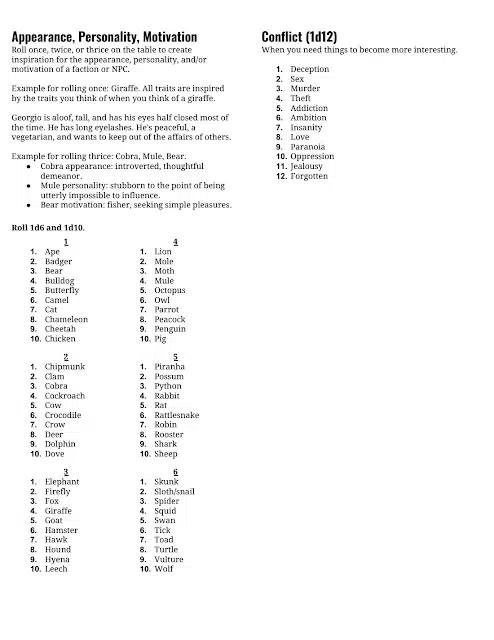 Appearance, Personality, Motivation
Roll once, twice, or thrice on the table to create
inspiration for the appearance, personality, and/or
motivation of a faction or NPC.
Example for rolling once: Giraffe. All traits are inspired
by the traits you think of when you think of a giraffe.
Georgio is aloof, tall, and has his eyes half closed most of
the time. He has long eyelashes. He's peaceful, a
vegetarian, and wants to keep out of the affairs of others.
Example for rolling thrice: Cobra, Mule, Bear.
● Cobra appearance: introverted, thoughtful
demeanor.
● Mule personality: stubborn to the point of being
utterly impossible to influence.
● Bear motivation: fisher, seeking simple pleasures.
Roll 1d6 and 1d10.
1
1. Ape
2. Badger
3. Bear
4. Bulldog
5. Butterfly
6. Camel
7. Cat
8. Chameleon
9. Cheetah
10. Chicken
2
1. Chipmunk
2. Clam
3. Cobra
4. Cockroach
5. Cow
6. Crocodile
7. Crow
8. Deer
9. Dolphin
10. Dove
3
1. Elephant
2. Firefly
3. Fox
4. Giraffe
5. Goat
6. Hamster
7. Hawk
8. Hound
9. Hyena
10. Leech
4
1. Lion
2. Mole
3. Moth
4. Mule
5. Octopus
6. Owl
7. Parrot
8. Peacock
9. Penguin
10. Pig
5
1. Piranha
2. Possum
3. Python
4. Rabbit
5. Rat
6. Rattlesnake
7. Robin
8. Rooster
9. Shark
10. Sheep
6
1. Skunk
2. Sloth/snail
3. Spider
4. Squid
5. Swan
6. Tick
7. Toad
8. Turtle
9. Vulture
10. Wolf
Conflict (1d12)
When you need things to become more interesting.
1. Deception
2. Sex
3. Murder
4. Theft
5. Addiction
6. Ambition
7. Insanity
8. Love
9. Paranoia
10. Oppression
11. Jealousy
12. Forgotten